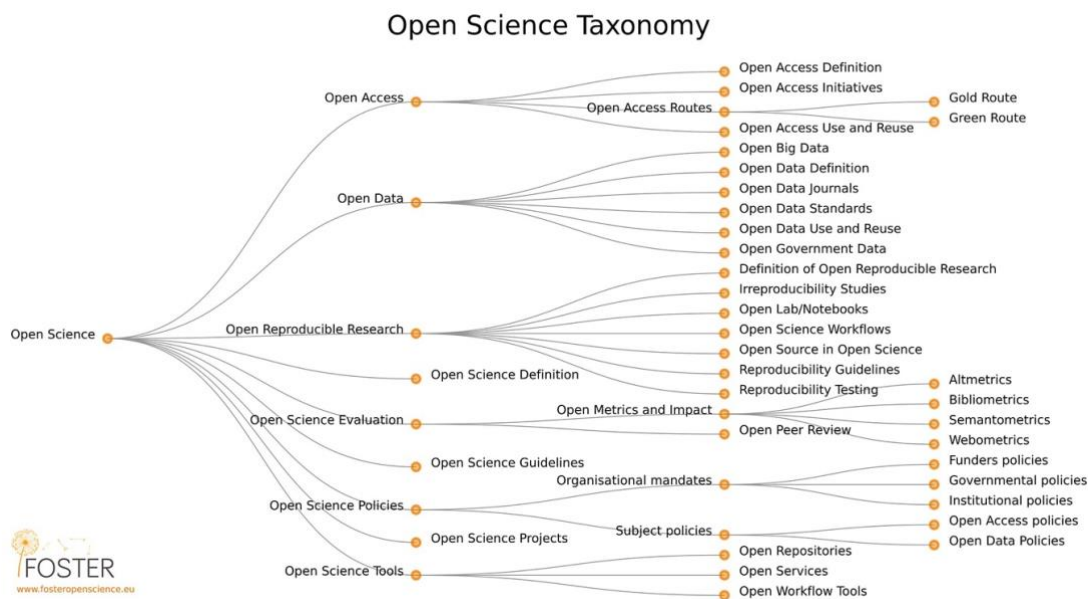 Open Science Taxonomy
Open Science
Open Access
Open Access Definition
Open Access Initiatives
Open Access Routes
Gold Route
Green Route
Open Access Use and Reuse
Open Data
Open Big Data
Open Data Definition
Open Data Journals
Open Data Standards
Open Data Use and Reuse
Open Government Data
Open Reproducible Research
Definition of Open Reproducible Research
Irreproducibility Studies
Open Lab/Notebooks
Open Science Workflows
Open Source in Open Science
Reproducibility Guidelines
Reproducibility Testing
Open Science Definition
Open Science Evaluation
Open Metrics and Impact
Altmetrics
Bibliometrics
Semantometrics
Webometrics
Open Peer Review
Open Science Guidelines
Open Science Policies
Organisational mandates
Funders policies
Governmental policies
Institutional policies
Subject policies
Open Access policies
Open Data Policies
Open Science Projects
Open Science Tools
Open Repositories
Open Services
Open Workflow Tools
FOSTER
www.fosteropenscience.eu